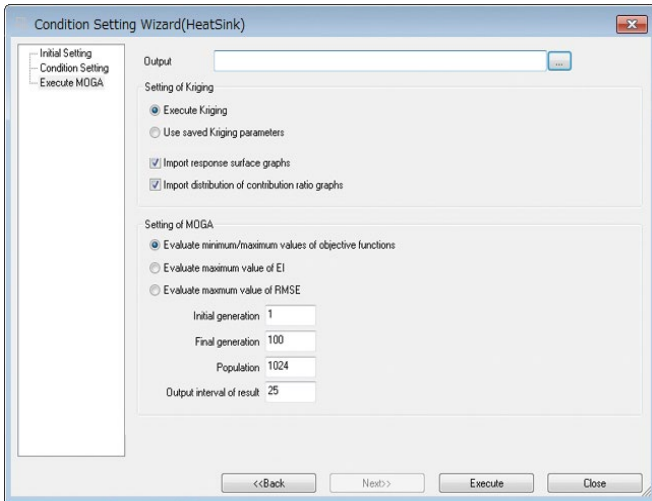 Condition Setting Wizard(HeatSink)
Initial Setting
Condition Setting
Execute MOGA
Output
...
Setting of Kriging
Execute Kriging
Use saved Kriging parameters
Import response surface graphs
Import distribution of contribution ratio graphs
Setting of MOGA
Evaluate minimum/maximum values of objective functions
Evaluate maximum value of EI
Evaluate maxmum value of RMSE
Initial generation 1
Final generation 100
Population 1024
Output interval of result 25
<<Back Next>> Execute Close